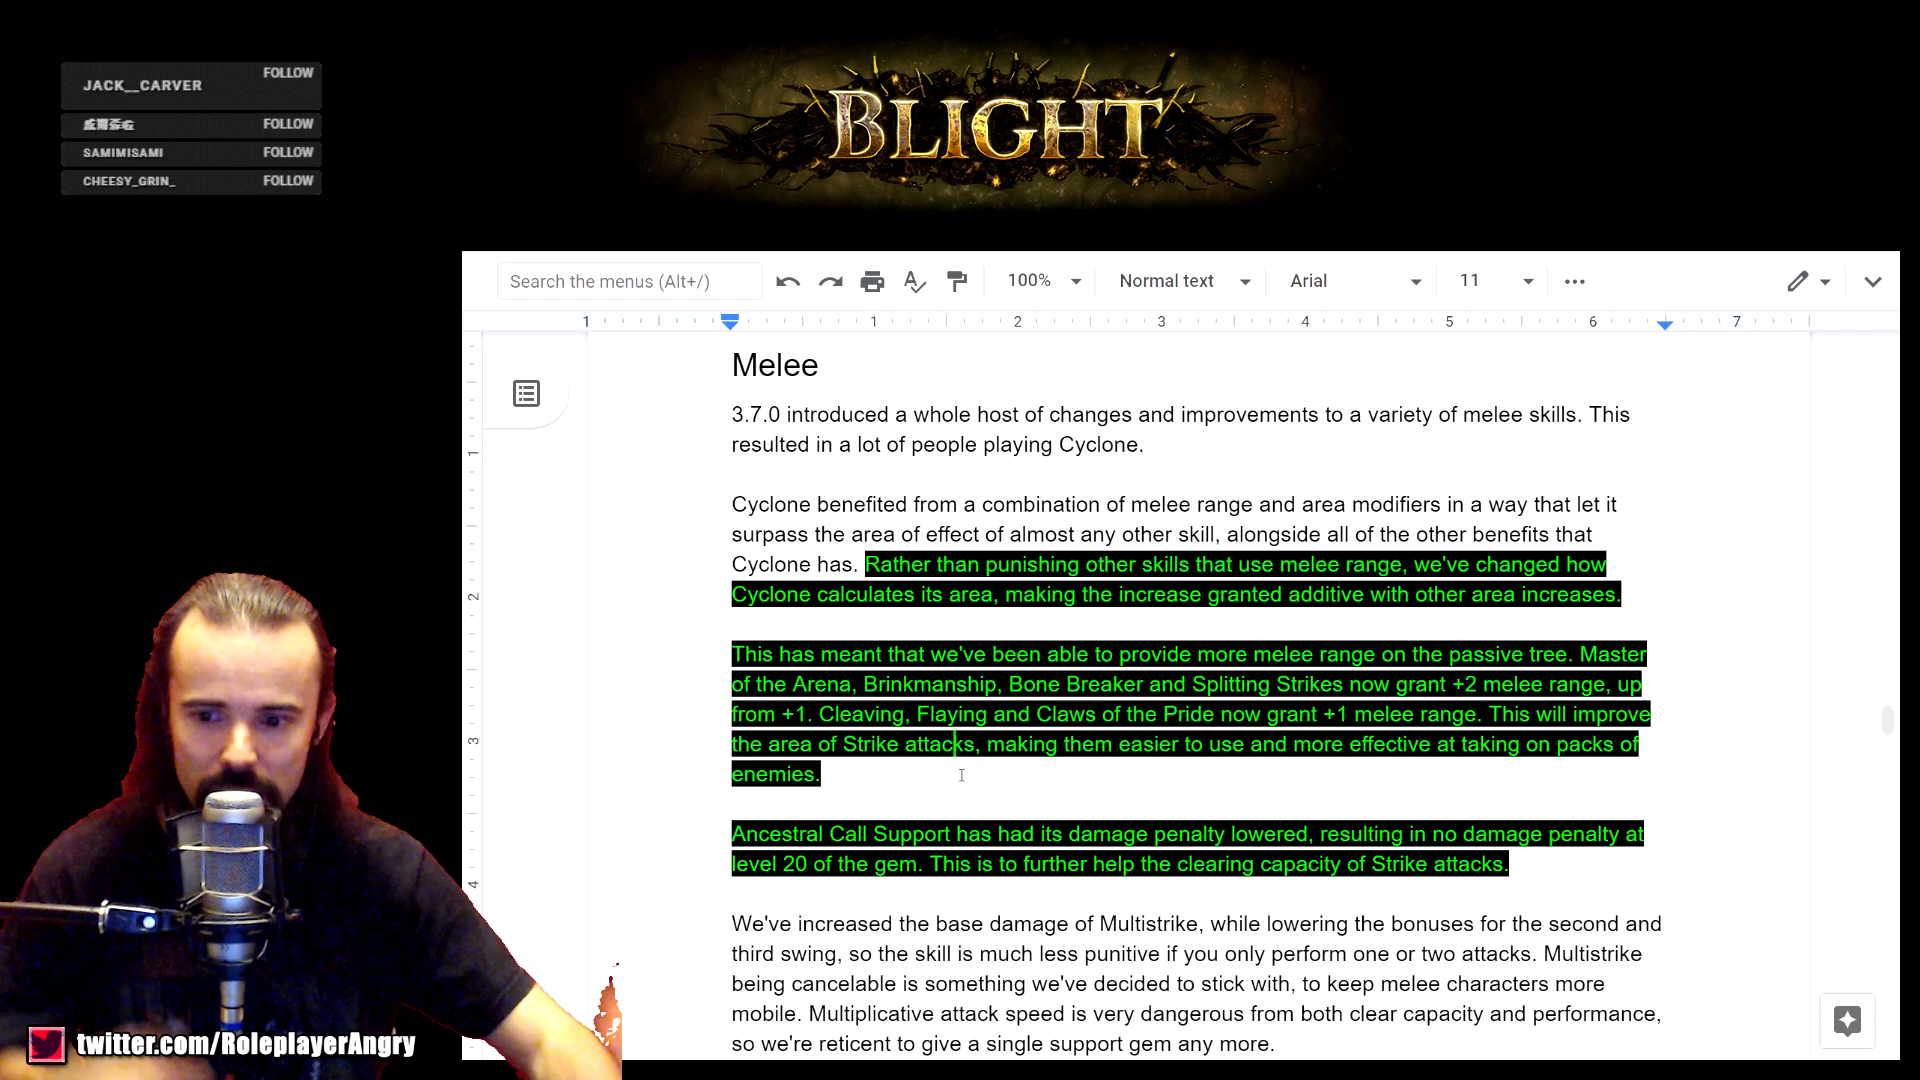 JACK__CARVER FOLLOW
FOLLOW
SAMIMISAMI FOLLOW
CHEESY_GRIN_ FOLLOW
BLIGHT
Search the menus (Alt+/) 100% Normal text Arial 11
1 1 2 3 4 5 6 7
Melee
3.7.0 introduced a whole host of changes and improvements to a variety of melee skills. This
resulted in a lot of people playing Cyclone.
1
Cyclone benefited from a combination of melee range and area modifiers in a way that let it
surpass the area of effect of almost any other skill, alongside all of the other benefits that
Cyclone has. Rather than punishing other skills that use melee range, we've changed how
Cyclone calculates its area, making the increase granted additive with other area increases.
2
This has meant that we've been able to provide more melee range on the passive tree. Master
of the Arena, Brinkmanship, Bone Breaker and Splitting Strikes now grant +2 melee range, up
from +1. Cleaving, Flaying and Claws of the Pride now grant +1 melee range. This will improve
the area of Strike attacks, making them easier to use and more effective at taking on packs of
enemies.
3
Ancestral Call Support has had its damage penalty lowered, resulting in no damage penalty at
level 20 of the gem. This is to further help the clearing capacity of Strike attacks.
4
We've increased the base damage of Multistrike, while lowering the bonuses for the second and
third swing, so the skill is much less punitive if you only perform one or two attacks. Multistrike
being cancelable is something we've decided to stick with, to keep melee characters more
mobile. Multiplicative attack speed is very dangerous from both clear capacity and performance,
so we're reticent to give a single support gem any more.
twitter.com/RoleplayerAngry